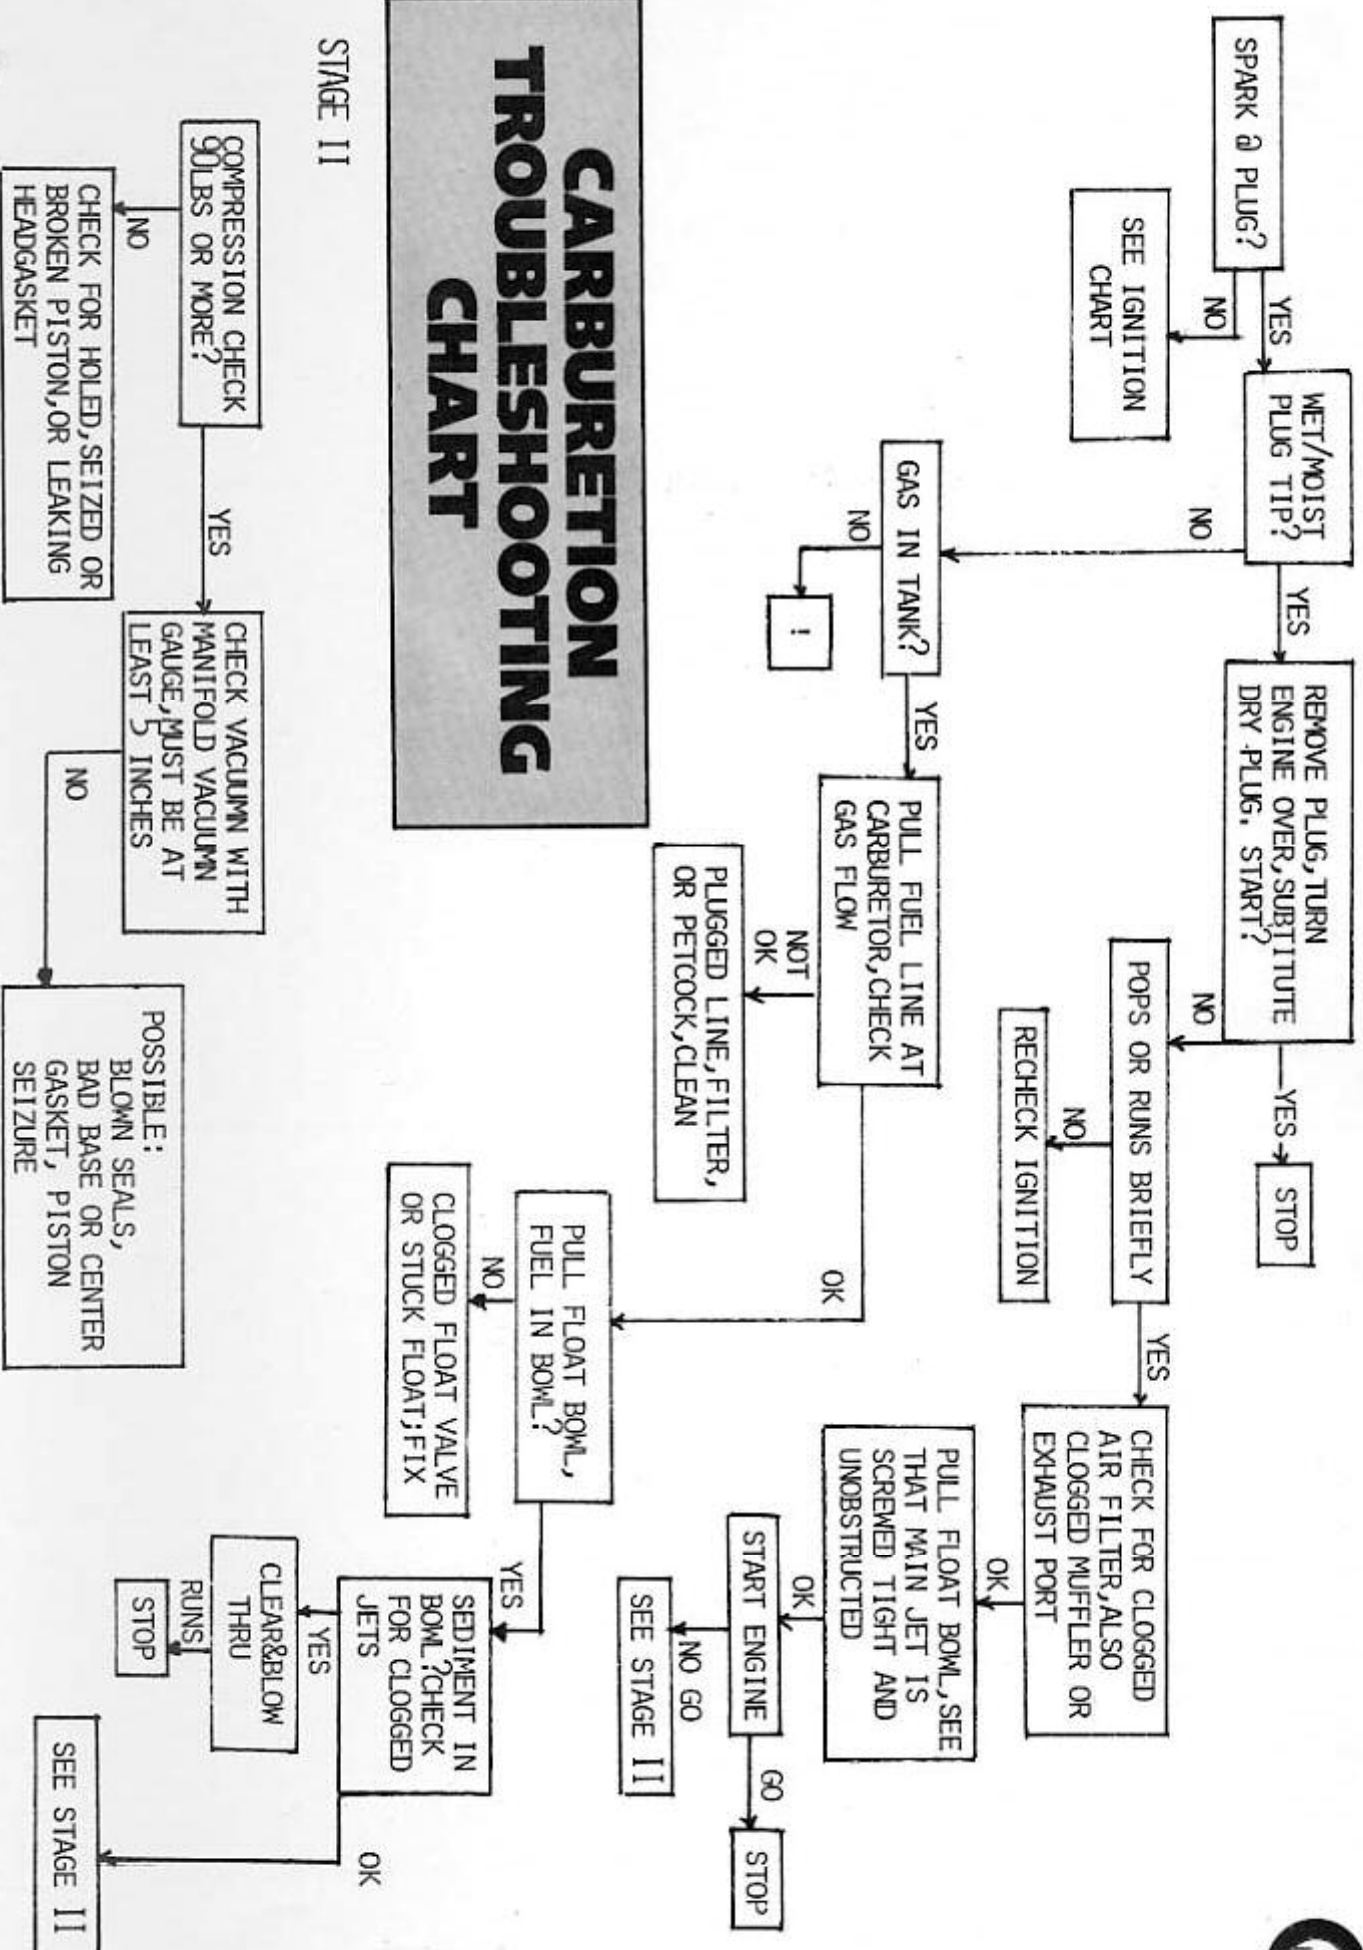 SPARK @ PLUG?
YES
NO
SEE IGNITION
CHART
WET/MOIST
PLUG TIP?
NO
YES
REMOVE PLUG,TURN
ENGINE OVER,SUBTITUTE
DRY PLUG. START?
YES
STOP
NO
POPS OR RUNS BRIEFLY
NO
RECHECK IGNITION
YES
CHECK FOR CLOGGED
AIR FILTER,ALSO
CLOGGED MUFFLER OR
EXHAUST PORT
OK
PULL FLOAT BOWL,SEE
THAT MAIN JET IS
SCREWED TIGHT AND
UNOBSTRUCTED
OK
START ENGINE
GO
STOP
NO GO
SEE STAGE II
GAS IN TANK?
NO
!
YES
PULL FUEL LINE AT
CARBURETOR,CHECK
GAS FLOW
NOT
OK
PLUGGED LINE,FILTER,
OR PETCOCK,CLEAN
OK
PULL FLOAT BOWL,
FUEL IN BOWL?
NO
CLOGGED FLOAT VALVE
OR STUCK FLOAT;FIX
YES
SEDIMENT IN
BOWL?CHECK
FOR CLOGGED
JETS
YES
CLEAR&BLOW
THRU
RUNS
STOP
OK
SEE STAGE II
CARBURETION
TROUBLESHOOTING
CHART
STAGE II
COMPRESSION CHECK
90LBS OR MORE?
NO
CHECK FOR HOLED,SEIZED OR
BROKEN PISTON,OR LEAKING
HEADGASKET
YES
CHECK VACUUMN WITH
MANIFOLD VACUUMN
GAUGE,MUST BE AT
LEAST 5 INCHES
NO
POSSIBLE:
BLOWN SEALS,
BAD BASE OR CENTER
GASKET, PISTON
SEIZURE